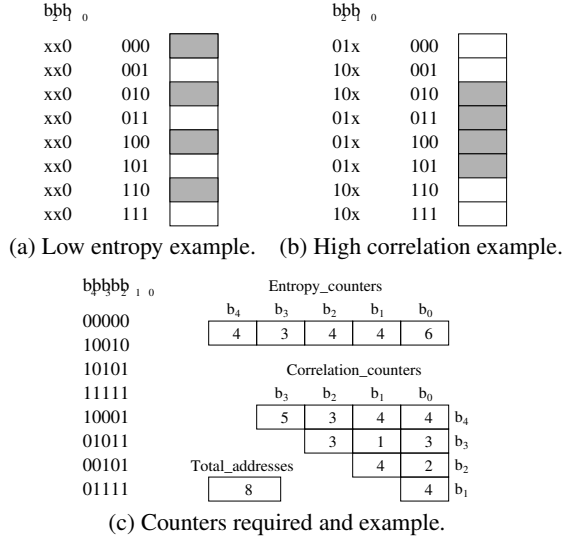 b₂b₁b₀ b₂b₁b₀
xx0 000 01x 000
xx0 001 10x 001
xx0 010 10x 010
xx0 011 01x 011
xx0 100 01x 100
xx0 101 01x 101
xx0 110 10x 110
xx0 111 10x 111
(a) Low entropy example. (b) High correlation example.
b₄b₃b₂b₁b₀ Entropy_counters
b₄ b₃ b₂ b₁ b₀
00000
4 3 4 4 6
10010
10101 Correlation_counters
11111 b₃ b₂ b₁ b₀
10001 5 3 4 4 b₄
01011 3 1 3 b₃
00101 Total_addresses 4 2 b₂
01111 8 4 b₁
(c) Counters required and example.